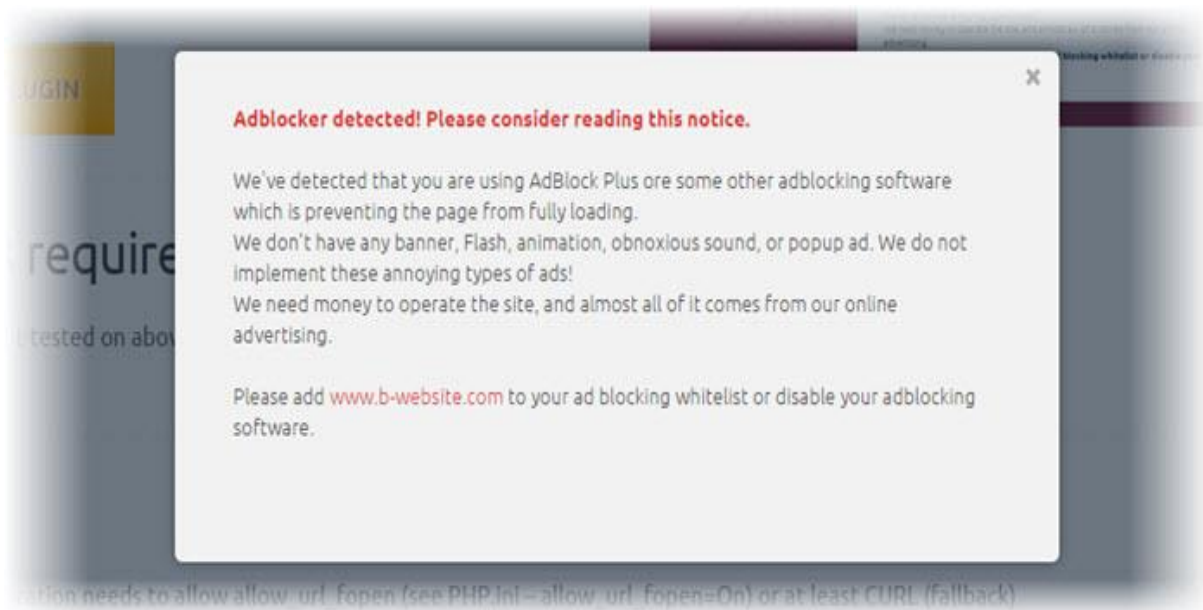 UGIN
blocking whitelist or
×
Adblocker detected! Please consider reading this notice.
We've detected that you are using AdBlock Plus ore some other adblocking software
which is preventing the page from fully loading.
We don't have any banner, Flash, animation, obnoxious sound, or popup ad. We do not
implement these annoying types of ads!
We need money to operate the site, and almost all of it comes from our online
advertising.
Please add www.b-website.com to your ad blocking whitelist or disable your adblocking
software.
require
tested on abov
ation needs to allow allow_url_fopen (see PHP.ini – allow_url_fopen=On) or at least CURL (fallback)